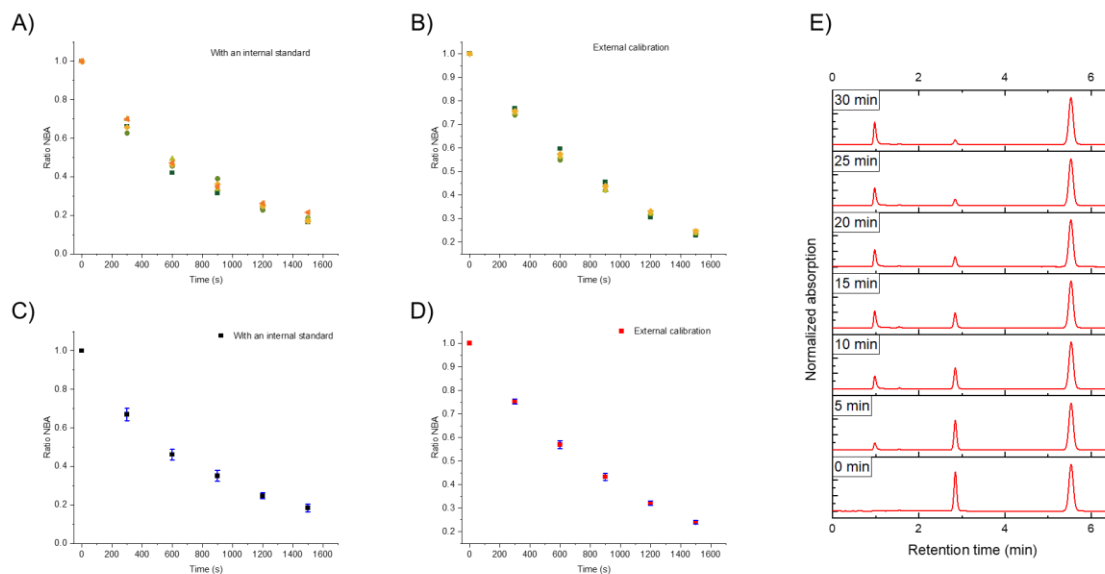 A)
With an internal standard
1.0
0.8
0.6
0.4
0.2
0.0
Ratio NBA
0 200 400 600 800 1000 1200 1400 1600
Time (s)
B)
External calibration
1.0
0.9
0.8
0.7
0.6
0.5
0.4
0.3
0.2
Ratio NBA
0 200 400 600 800 1000 1200 1400 1600
Time (s)
C)
With an internal standard
1.0
0.8
0.6
0.4
0.2
0.0
Ratio NBA
0 200 400 600 800 1000 1200 1400 1600
Time (s)
D)
External calibration
1.0
0.9
0.8
0.7
0.6
0.5
0.4
0.3
0.2
Ratio NBA
0 200 400 600 800 1000 1200 1400 1600
Time (s)
E)
0 2 4 6
30 min
25 min
20 min
15 min
10 min
5 min
0 min
Normalized absorption
0 2 4 6
Retention time (min)